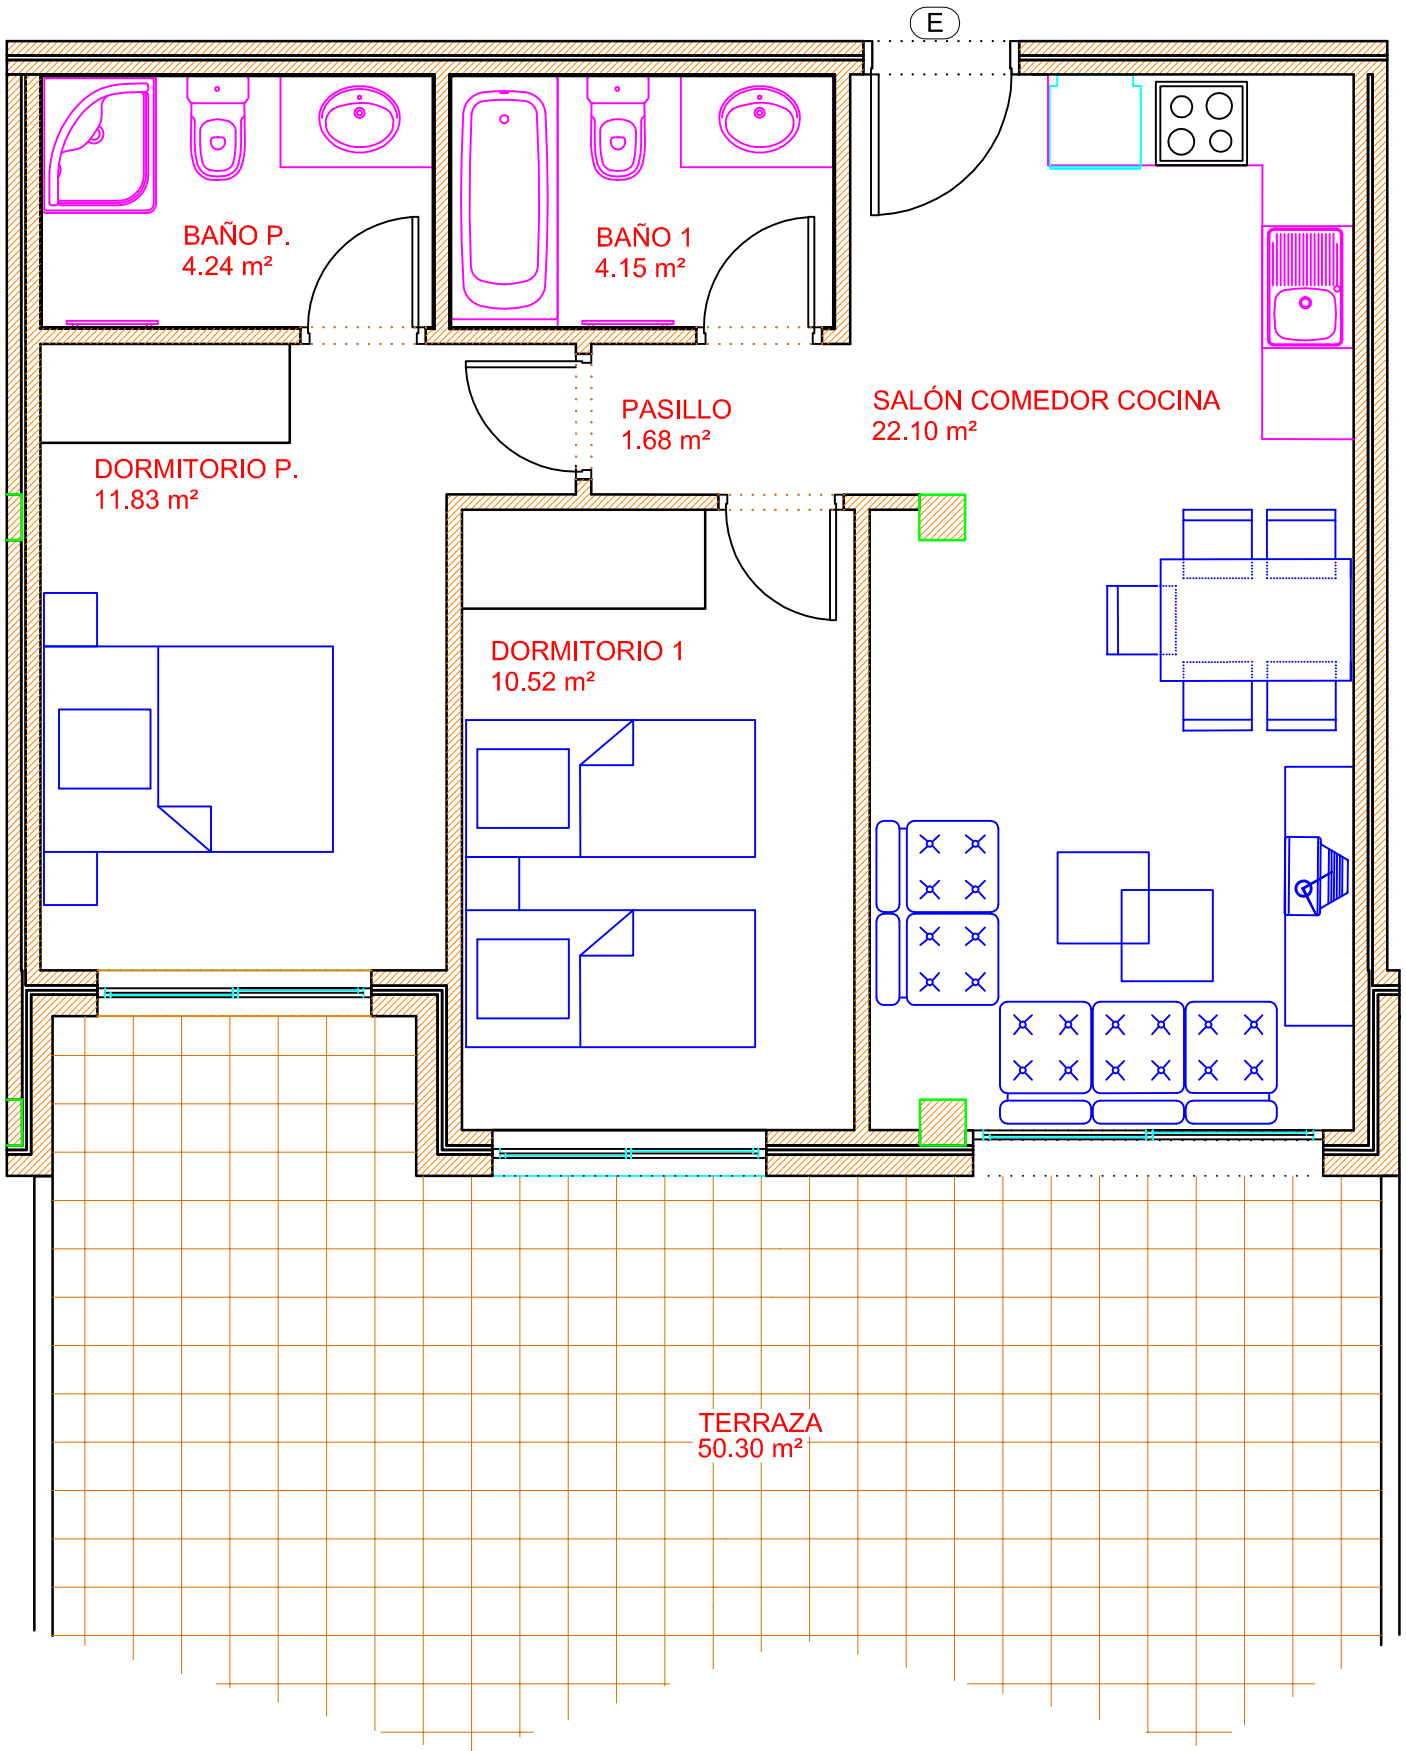 E
BAÑO P.
4.24 m²
BAÑO 1
4.15 m²
PASILLO
1.68 m²
SALÓN COMEDOR COCINA
22.10 m²
DORMITORIO P.
11.83 m²
DORMITORIO 1
10.52 m²
TERRAZA
50.30 m²